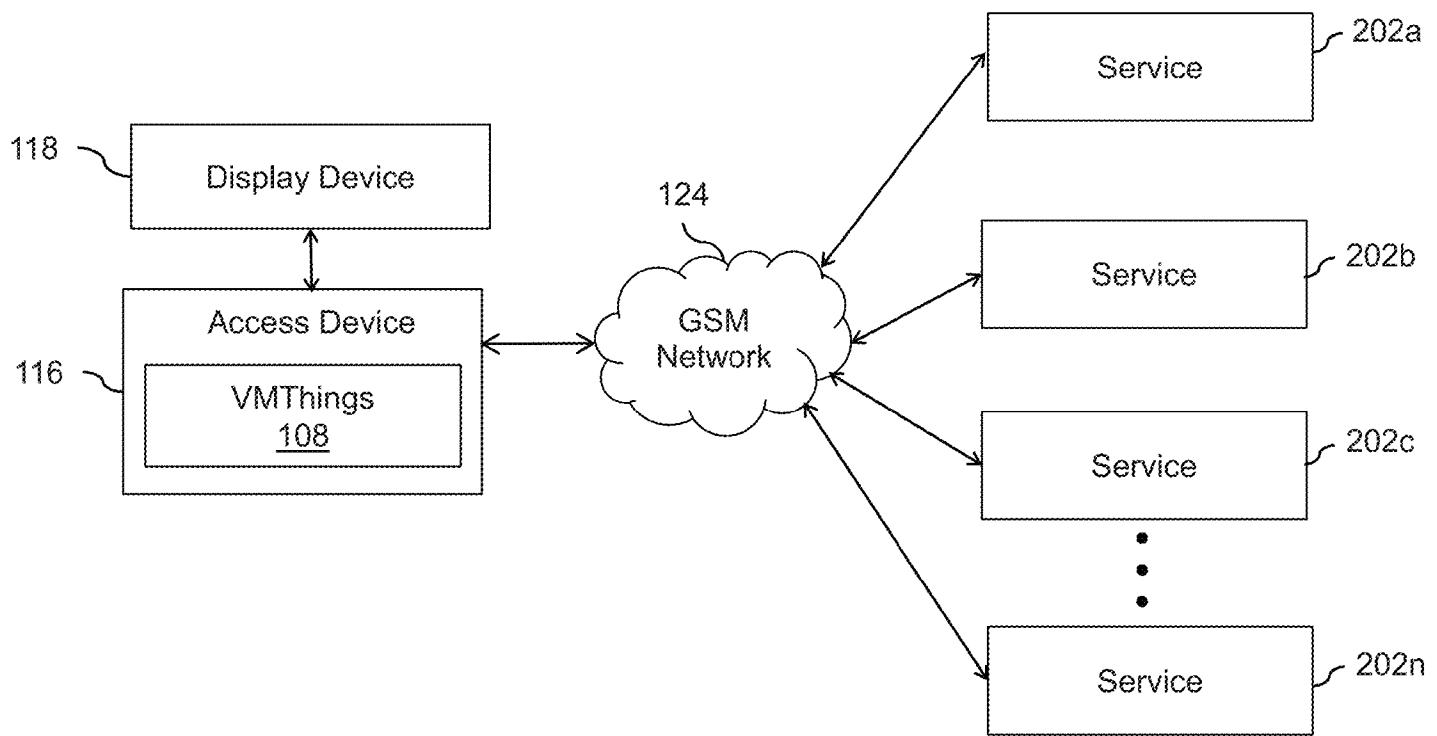 118
Display Device
116
Access Device
VMThings
108
124
GSM
Network
202a
Service
202b
Service
202c
Service
202n
Service